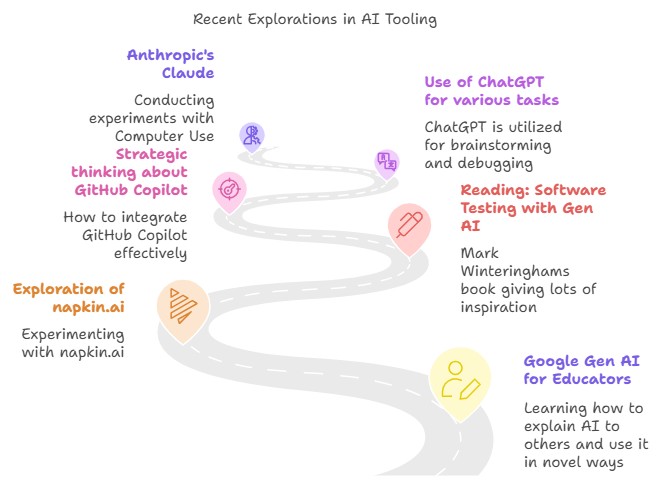 Recent Explorations in AI Tooling
Anthropic's
Claude
Conducting
experiments with
Computer Use
Use of ChatGPT
for various tasks
ChatGPT is utilized
for brainstorming
and debugging
Strategic
thinking about
GitHub Copilot
How to integrate
GitHub Copilot
effectively
Reading: Software
Testing with Gen
AI
Mark
Winteringhams
book giving lots of
inspiration
Exploration of
napkin.ai
Experimenting
with napkin.ai
Google Gen AI
for Educators
Learning how to
explain AI to
others and use it
in novel ways